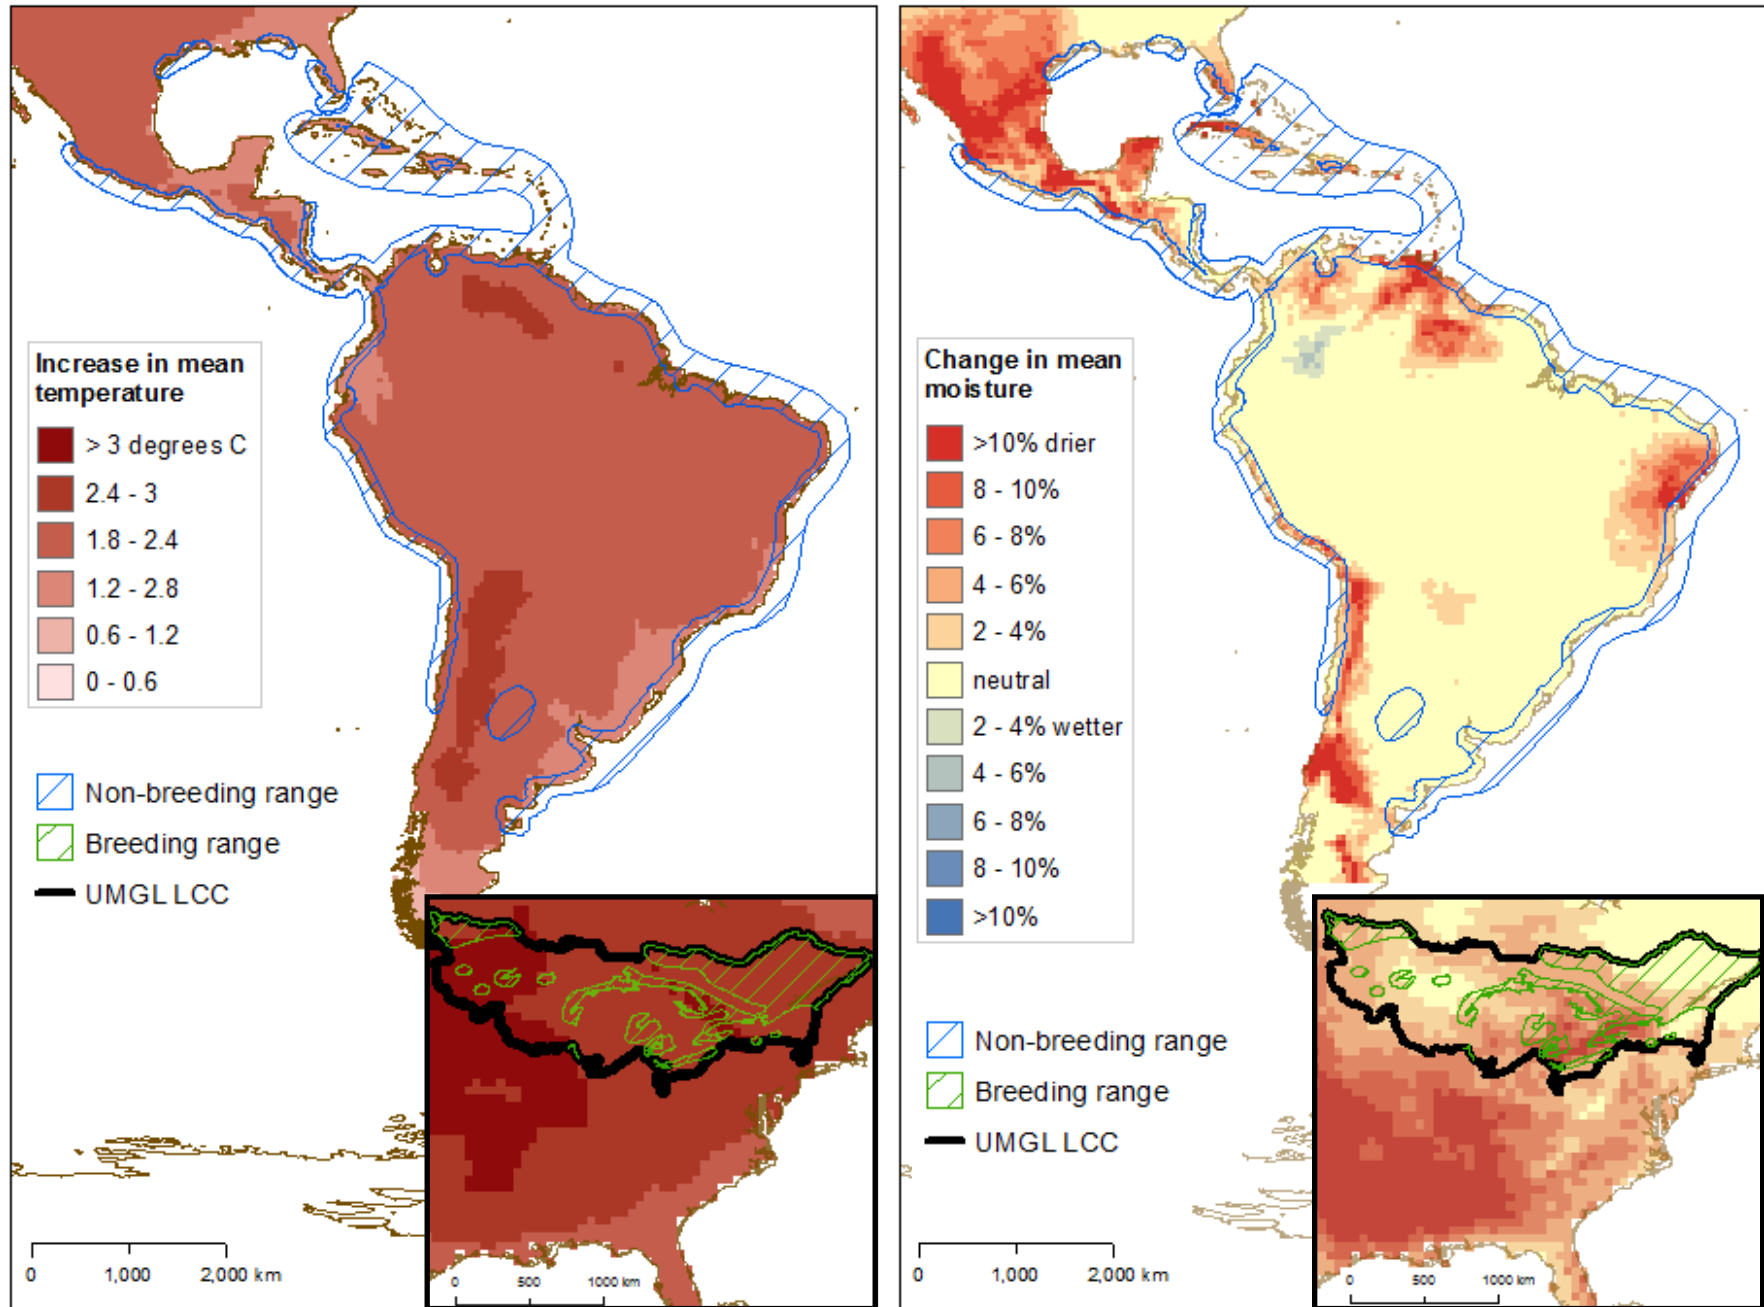 Increase in mean
temperature
> 3 degrees C
2.4 - 3
1.8 - 2.4
1.2 - 2.8
0.6 - 1.2
0 - 0.6
Non-breeding range
Breeding range
UMGL LCC
0 1,000 2,000 km
0 500 1000 km
Change in mean
moisture
>10% drier
8 - 10%
6 - 8%
4 - 6%
2 - 4%
neutral
2 - 4% wetter
4 - 6%
6 - 8%
8 - 10%
>10%
Non-breeding range
Breeding range
UMGL LCC
0 1,000 2,000 km
0 500 1000 km